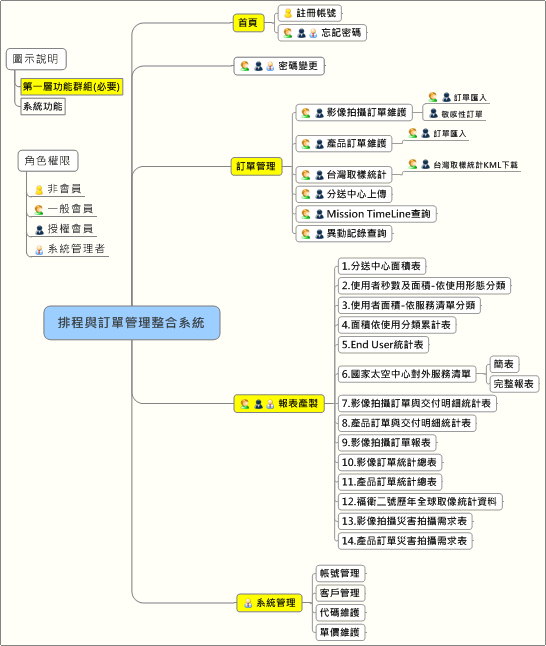 圖示說明
第一層功能群組(必要)
系統功能
角色權限
非會員
一般會員
授權會員
系統管理者
排程與訂單管理整合系統
首頁
註冊帳號
忘記密碼
密碼變更
訂單管理
影像拍攝訂單維護
訂單匯入
敏感性訂單
產品訂單維護
訂單匯入
台灣取樣統計
台灣取樣統計KML下載
分送中心上傳
Mission TimeLine查詢
異動記錄查詢
報表產製
1.分送中心面積表
2.使用者秒數及面積-依使用形態分類
3.使用者面積-依服務清單分類
4.面積依使用分類累計表
5.End User統計表
6.國家太空中心對外服務清單
簡表
完整報表
7.影像拍攝訂單與交付明細統計表
8.產品訂單與交付明細統計表
9.影像拍攝訂單報表
10.影像訂單統計總表
11.產品訂單統計總表
12.福衛二號歷年全球取像統計資料
13.影像拍攝災害拍攝需求表
14.產品訂單災害拍攝需求表
系統管理
帳號管理
客戶管理
代碼維護
單價維護